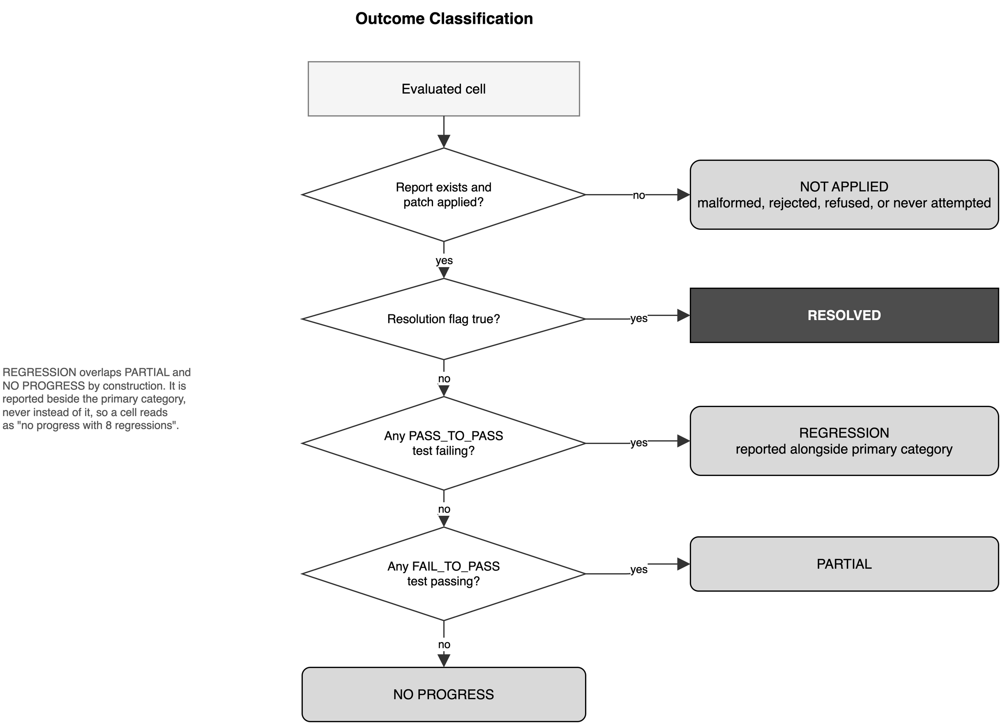 Outcome Classification
Evaluated cell
Report exists and
patch applied?
no
NOT APPLIED
malformed, rejected, refused, or never attempted
yes
Resolution flag true?
yes
RESOLVED
no
REGRESSION overlaps PARTIAL and
NO PROGRESS by construction. It is
reported beside the primary category,
never instead of it, so a cell reads
as "no progress with 8 regressions".
Any PASS_TO_PASS
test failing?
yes
REGRESSION
reported alongside primary category
no
Any FAIL_TO_PASS
test passing?
yes
PARTIAL
no
NO PROGRESS